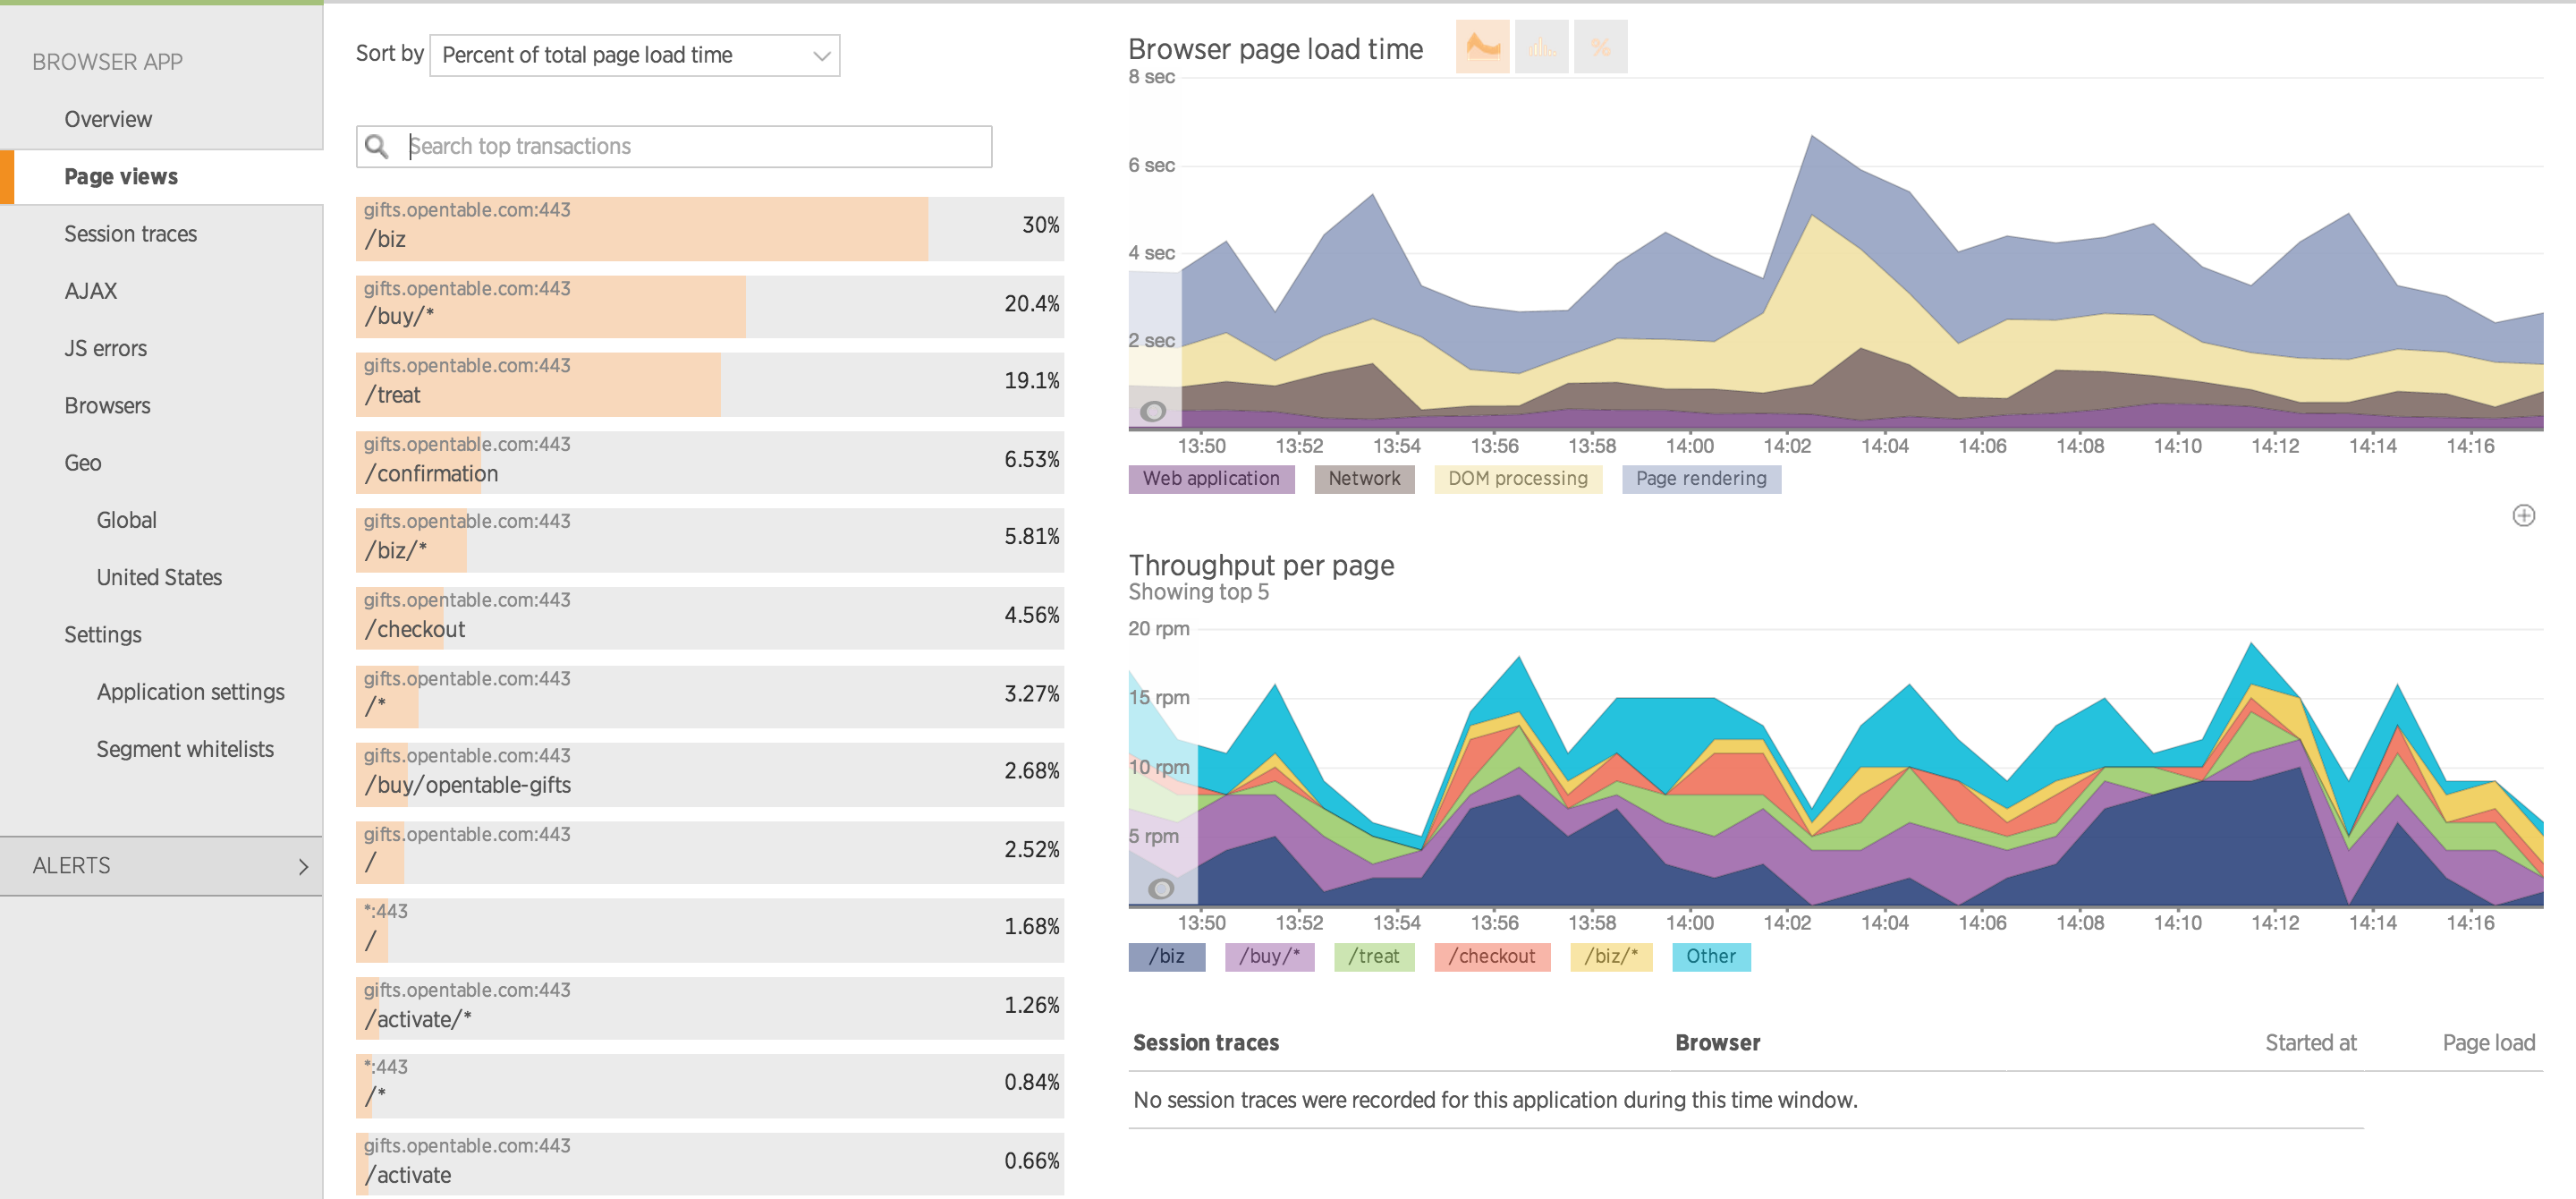 BROWSER APP
Overview
Page views
Session traces
AJAX
JS errors
Browsers
Geo
Global
United States
Settings
Application settings
Segment whitelists
ALERTS
Sort by Percent of total page load time
Search top transactions
gifts.opentable.com:443
/biz
30%
gifts.opentable.com:443
/buy/*
20.4%
gifts.opentable.com:443
/treat
19.1%
gifts.opentable.com:443
/confirmation
6.53%
gifts.opentable.com:443
/biz/*
5.81%
gifts.opentable.com:443
/checkout
4.56%
gifts.opentable.com:443
/*
3.27%
gifts.opentable.com:443
/buy/opentable-gifts
2.68%
gifts.opentable.com:443
/
2.52%
*:443
/
1.68%
gifts.opentable.com:443
/activate/*
1.26%
*:443
/*
0.84%
gifts.opentable.com:443
/activate
0.66%
Browser page load time
%
8 sec
6 sec
4 sec
2 sec
13:50 13:52 13:54 13:56 13:58 14:00 14:02 14:04 14:06 14:08 14:10 14:12 14:14 14:16
Web application Network DOM processing Page rendering
Throughput per page
Showing top 5
20 rpm
15 rpm
10 rpm
5 rpm
13:50 13:52 13:54 13:56 13:58 14:00 14:02 14:04 14:06 14:08 14:10 14:12 14:14 14:16
/biz /buy/* /treat /checkout /biz/* Other
Session traces Browser Started at Page load
No session traces were recorded for this application during this time window.